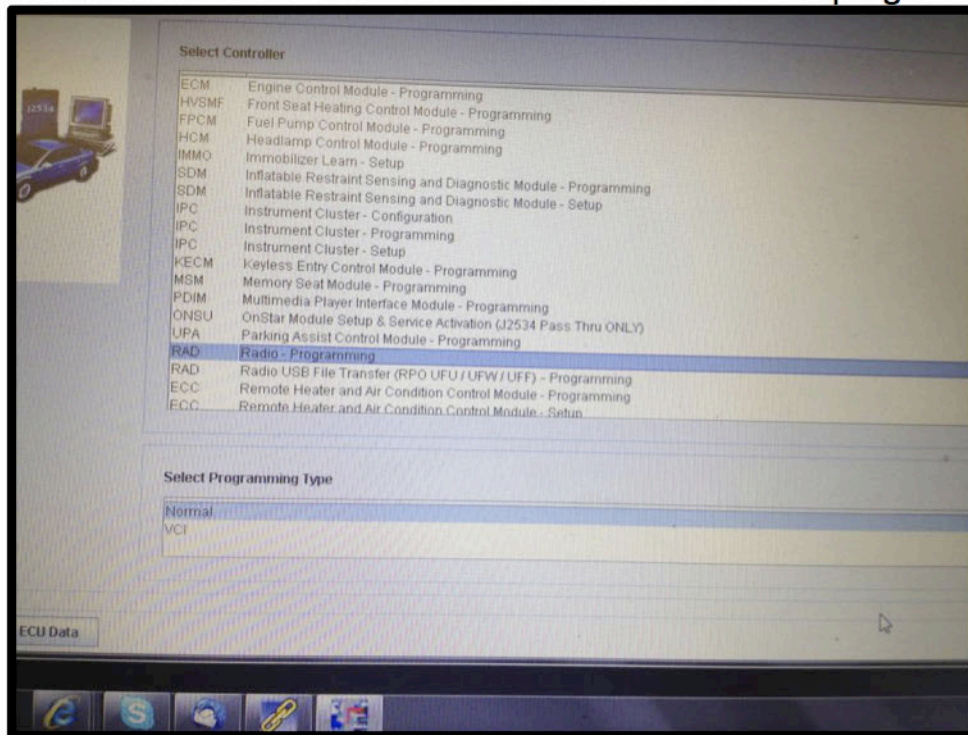 Select Controller
J2534
ECM Engine Control Module - Programming
HVSMF Front Seat Heating Control Module - Programming
FPCM Fuel Pump Control Module - Programming
HCM Headlamp Control Module - Programming
IMMO Immobilizer Learn - Setup
SDM Inflatable Restraint Sensing and Diagnostic Module - Programming
SDM Inflatable Restraint Sensing and Diagnostic Module - Setup
IPC Instrument Cluster - Configuration
IPC Instrument Cluster - Programming
IPC Instrument Cluster - Setup
KECM Keyless Entry Control Module - Programming
MSM Memory Seat Module - Programming
PDIM Multimedia Player Interface Module - Programming
ONSU OnStar Module Setup & Service Activation (J2534 Pass Thru ONLY)
UPA Parking Assist Control Module - Programming
RAD Radio - Programming
RAD Radio USB File Transfer (RPO UFU / UFW / UFF) - Programming
ECC Remote Heater and Air Condition Control Module - Programming
ECC Remote Heater and Air Condition Control Module - Setup
Select Programming Type
Normal
VCI
ECU Data